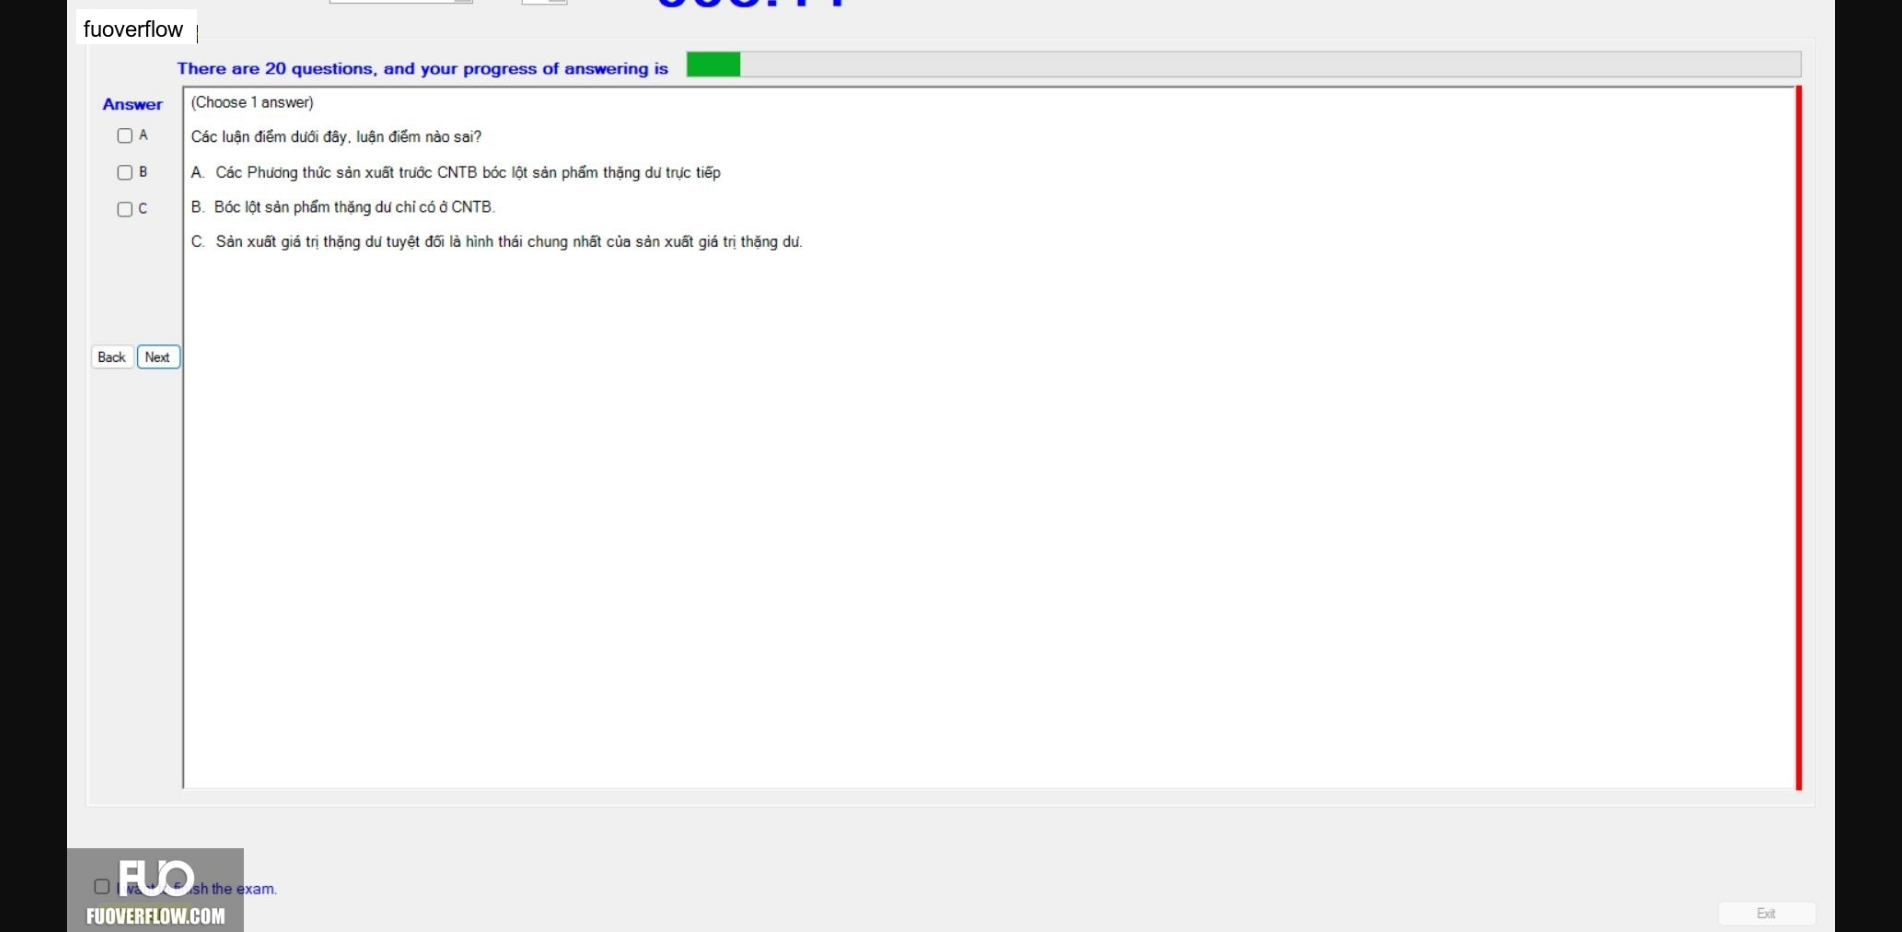 fuoverflow
There are 20 questions, and your progress of answering is
Answer
(Choose 1 answer)
A
Các luận điểm dưới đây, luận điểm nào sai?
B
A. Các Phương thức sản xuất trước CNTB bóc lột sản phẩm thặng dư trực tiếp
C
B. Bóc lột sản phẩm thặng dư chỉ có ở CNTB.
C. Sản xuất giá trị thặng dư tuyệt đối là hình thái chung nhất của sản xuất giá trị thặng dư.
Back Next
FUO
sh the exam.
FUOVERFLOW.COM
Exit